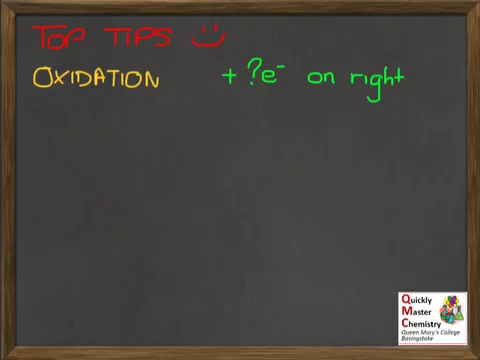 TOP TIPS
OXIDATION + ?e⁻ on right
Quickly
Master
Chemistry
Queen Mary's College
Basingstoke